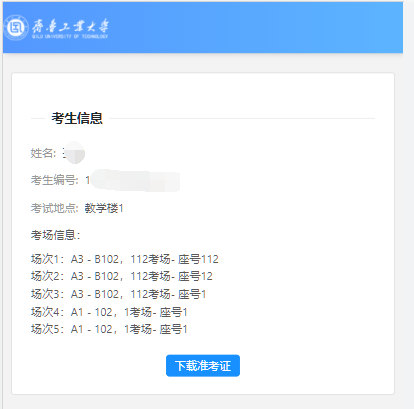 齐鲁工业大学
QILU UNIVERSITY OF TECHNOLOGY
考生信息
姓名:
考生编号: 1
考试地点: 教学楼1
考场信息:
场次1: A3 - B102, 112考场- 座号112
场次2: A3 - B102, 112考场- 座号12
场次3: A3 - B102, 112考场- 座号1
场次4: A1 - 102, 1考场- 座号1
场次5: A1 - 102, 1考场- 座号1
下载准考证